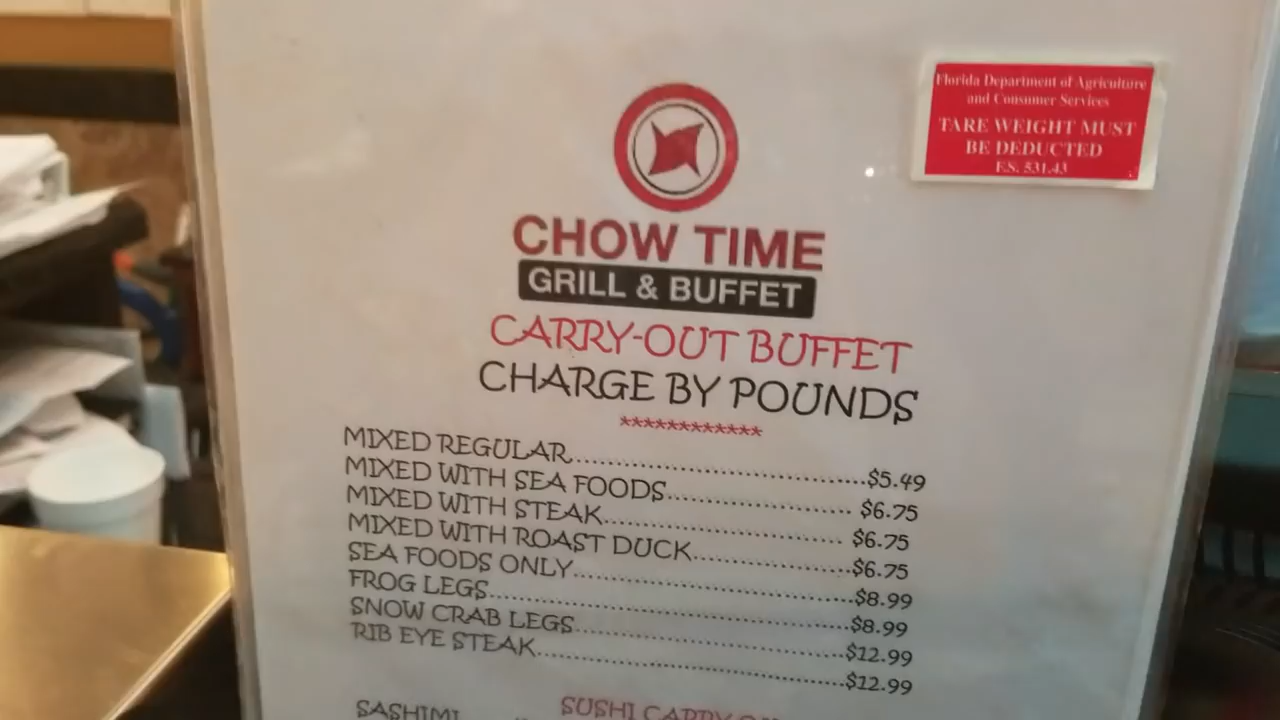 Florida Department of Agriculture
and Consumer Services
TARE WEIGHT MUST
BE DEDUCTED
F.S. 531.43
CHOW TIME
GRILL & BUFFET
CARRY-OUT BUFFET
CHARGE BY POUNDS
************
MIXED REGULAR....................................$5.49
MIXED WITH SEA FOODS....................... $6.75
MIXED WITH STEAK.............................. $6.75
MIXED WITH ROAST DUCK....................$6.75
SEA FOODS ONLY...................................$8.99
FROG LEGS.............................................$8.99
SNOW CRAB LEGS..................................$12.99
RIB EYE STEAK.......................................$12.99
SUSHI CARRY
SASHIMI